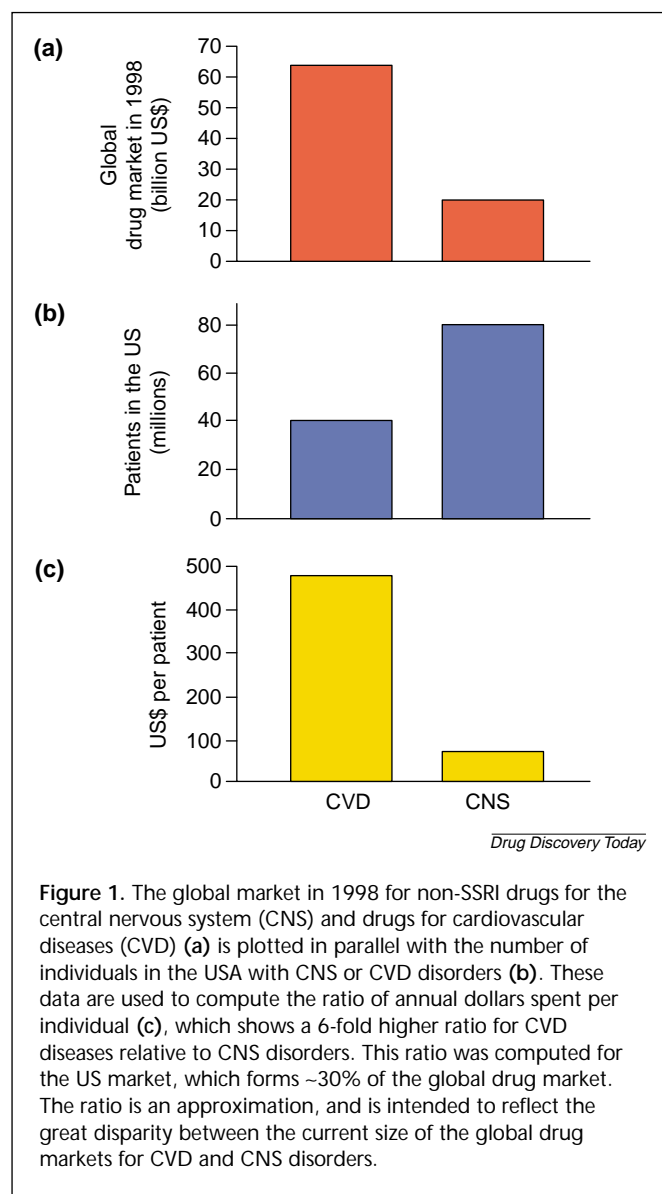 (a)
Global
drug market in 1998
(billion US$)
70
60
50
40
30
20
10
0
(b)
Patients in the US
(millions)
80
60
40
20
0
(c)
US$ per patient
500
400
300
200
100
0
CVD CNS
Drug Discovery Today
Figure 1. The global market in 1998 for non-SSRI drugs for the
central nervous system (CNS) and drugs for cardiovascular
diseases (CVD) (a) is plotted in parallel with the number of
individuals in the USA with CNS or CVD disorders (b). These
data are used to compute the ratio of annual dollars spent per
individual (c), which shows a 6-fold higher ratio for CVD
diseases relative to CNS disorders. This ratio was computed for
the US market, which forms ~30% of the global drug market.
The ratio is an approximation, and is intended to reflect the
great disparity between the current size of the global drug
markets for CVD and CNS disorders.